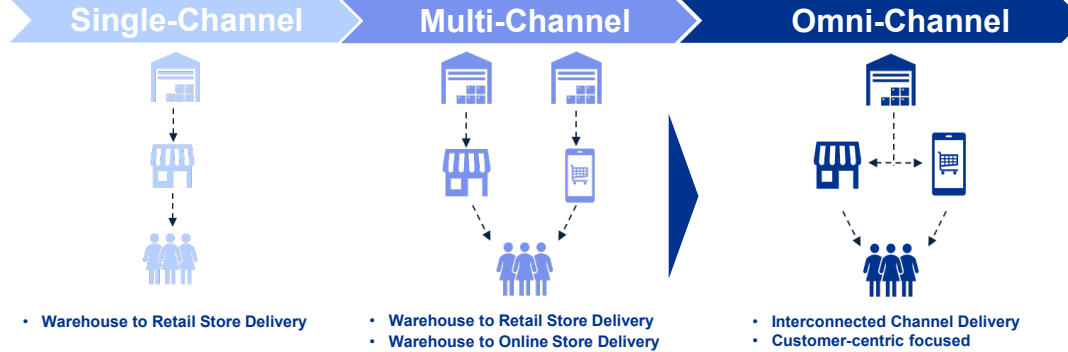 Single-Channel
Multi-Channel
Omni-Channel
• Warehouse to Retail Store Delivery
• Warehouse to Retail Store Delivery
• Warehouse to Online Store Delivery
• Interconnected Channel Delivery
• Customer-centric focused